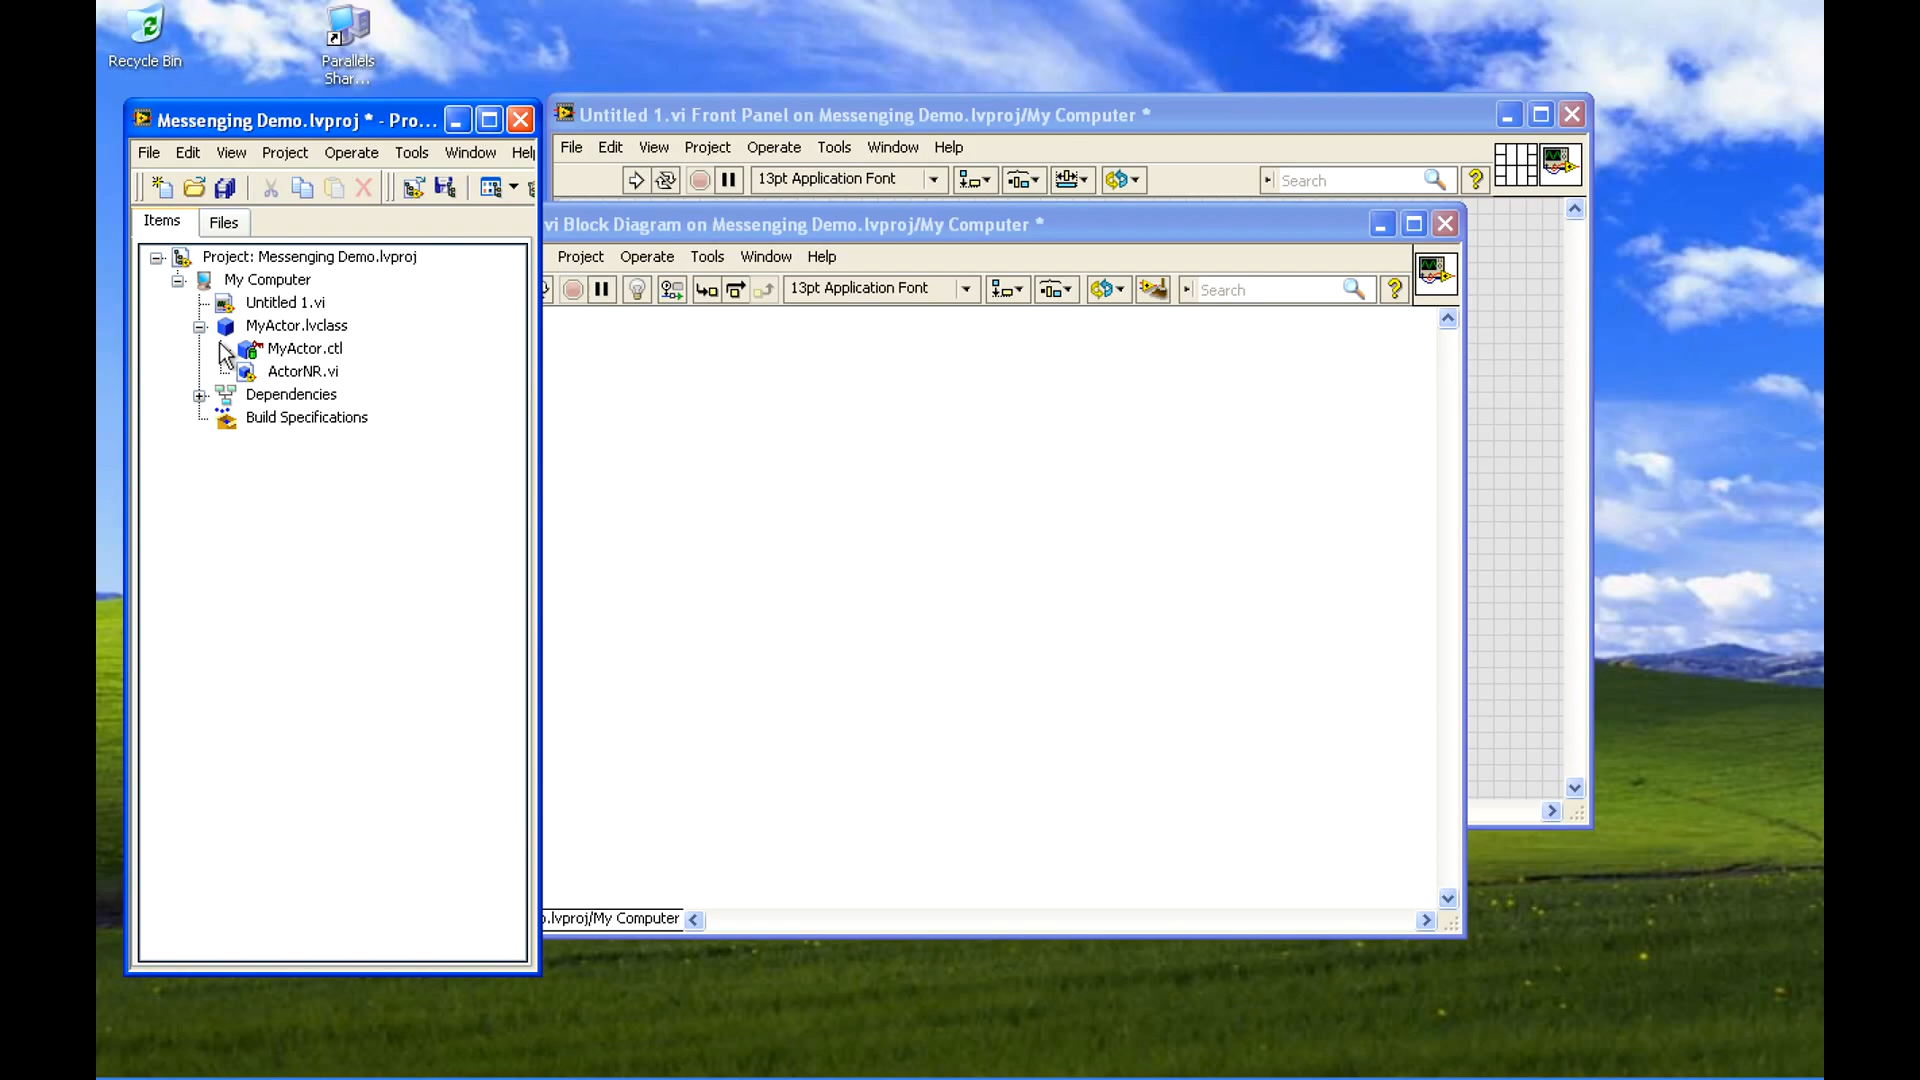 Recycle Bin
Parallels
Shar...
Messenging Demo.lvproj * - Pro...
File Edit View Project Operate Tools Window Hel
Items Files
Project: Messenging Demo.lvproj
My Computer
Untitled 1.vi
MyActor.lvclass
MyActor.ctl
ActorNR.vi
Dependencies
Build Specifications
Untitled 1.vi Front Panel on Messenging Demo.lvproj/My Computer *
File Edit View Project Operate Tools Window Help
13pt Application Font
Search
vi Block Diagram on Messenging Demo.lvproj/My Computer *
Project Operate Tools Window Help
13pt Application Font
Search
o.lvproj/My Computer